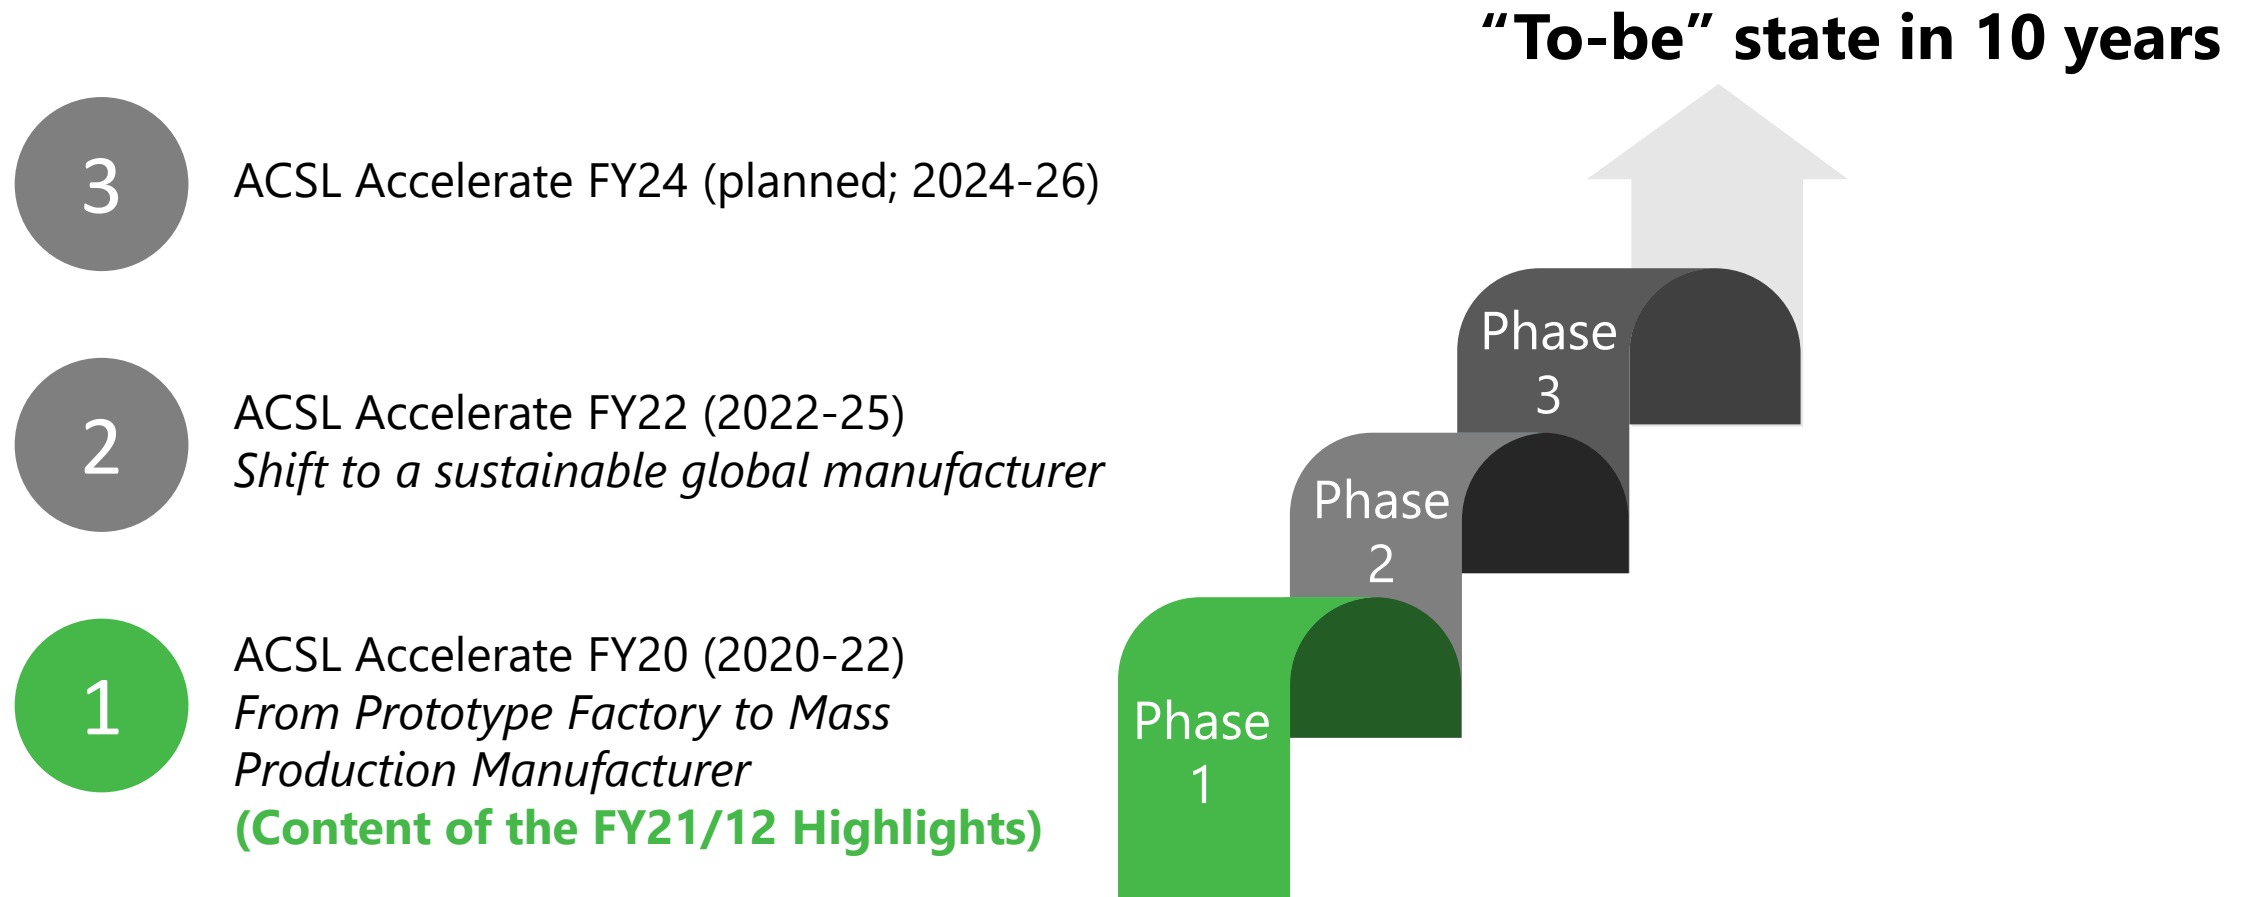 “To-be” state in 10 years
3
ACSL Accelerate FY24 (planned; 2024-26)
2
ACSL Accelerate FY22 (2022-25)
Shift to a sustainable global manufacturer
1
ACSL Accelerate FY20 (2020-22)
From Prototype Factory to Mass
Production Manufacturer
(Content of the FY21/12 Highlights)
Phase
3
Phase
2
Phase
1